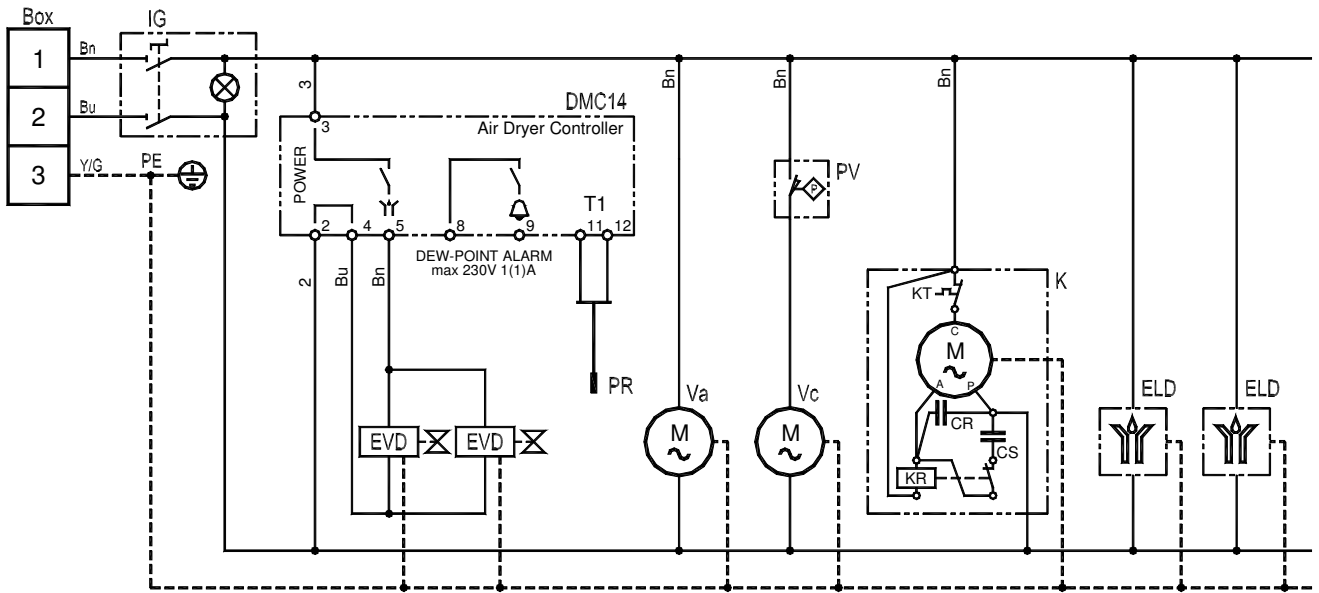 Box
IG
1
Bn
2
Bu
3
Y/G
PE
3
DMC14
3
Air Dryer Controller
POWER
T1
2
4
5
8
9
11
12
DEW-POINT ALARM
max 230V 1(1)A
2
Bu
Bn
EVD
EVD
PR
Bn
Va
M
Bn
PV
P
Vc
M
Bn
K
KT
C
M
A
P
CR
CS
KR
ELD
ELD